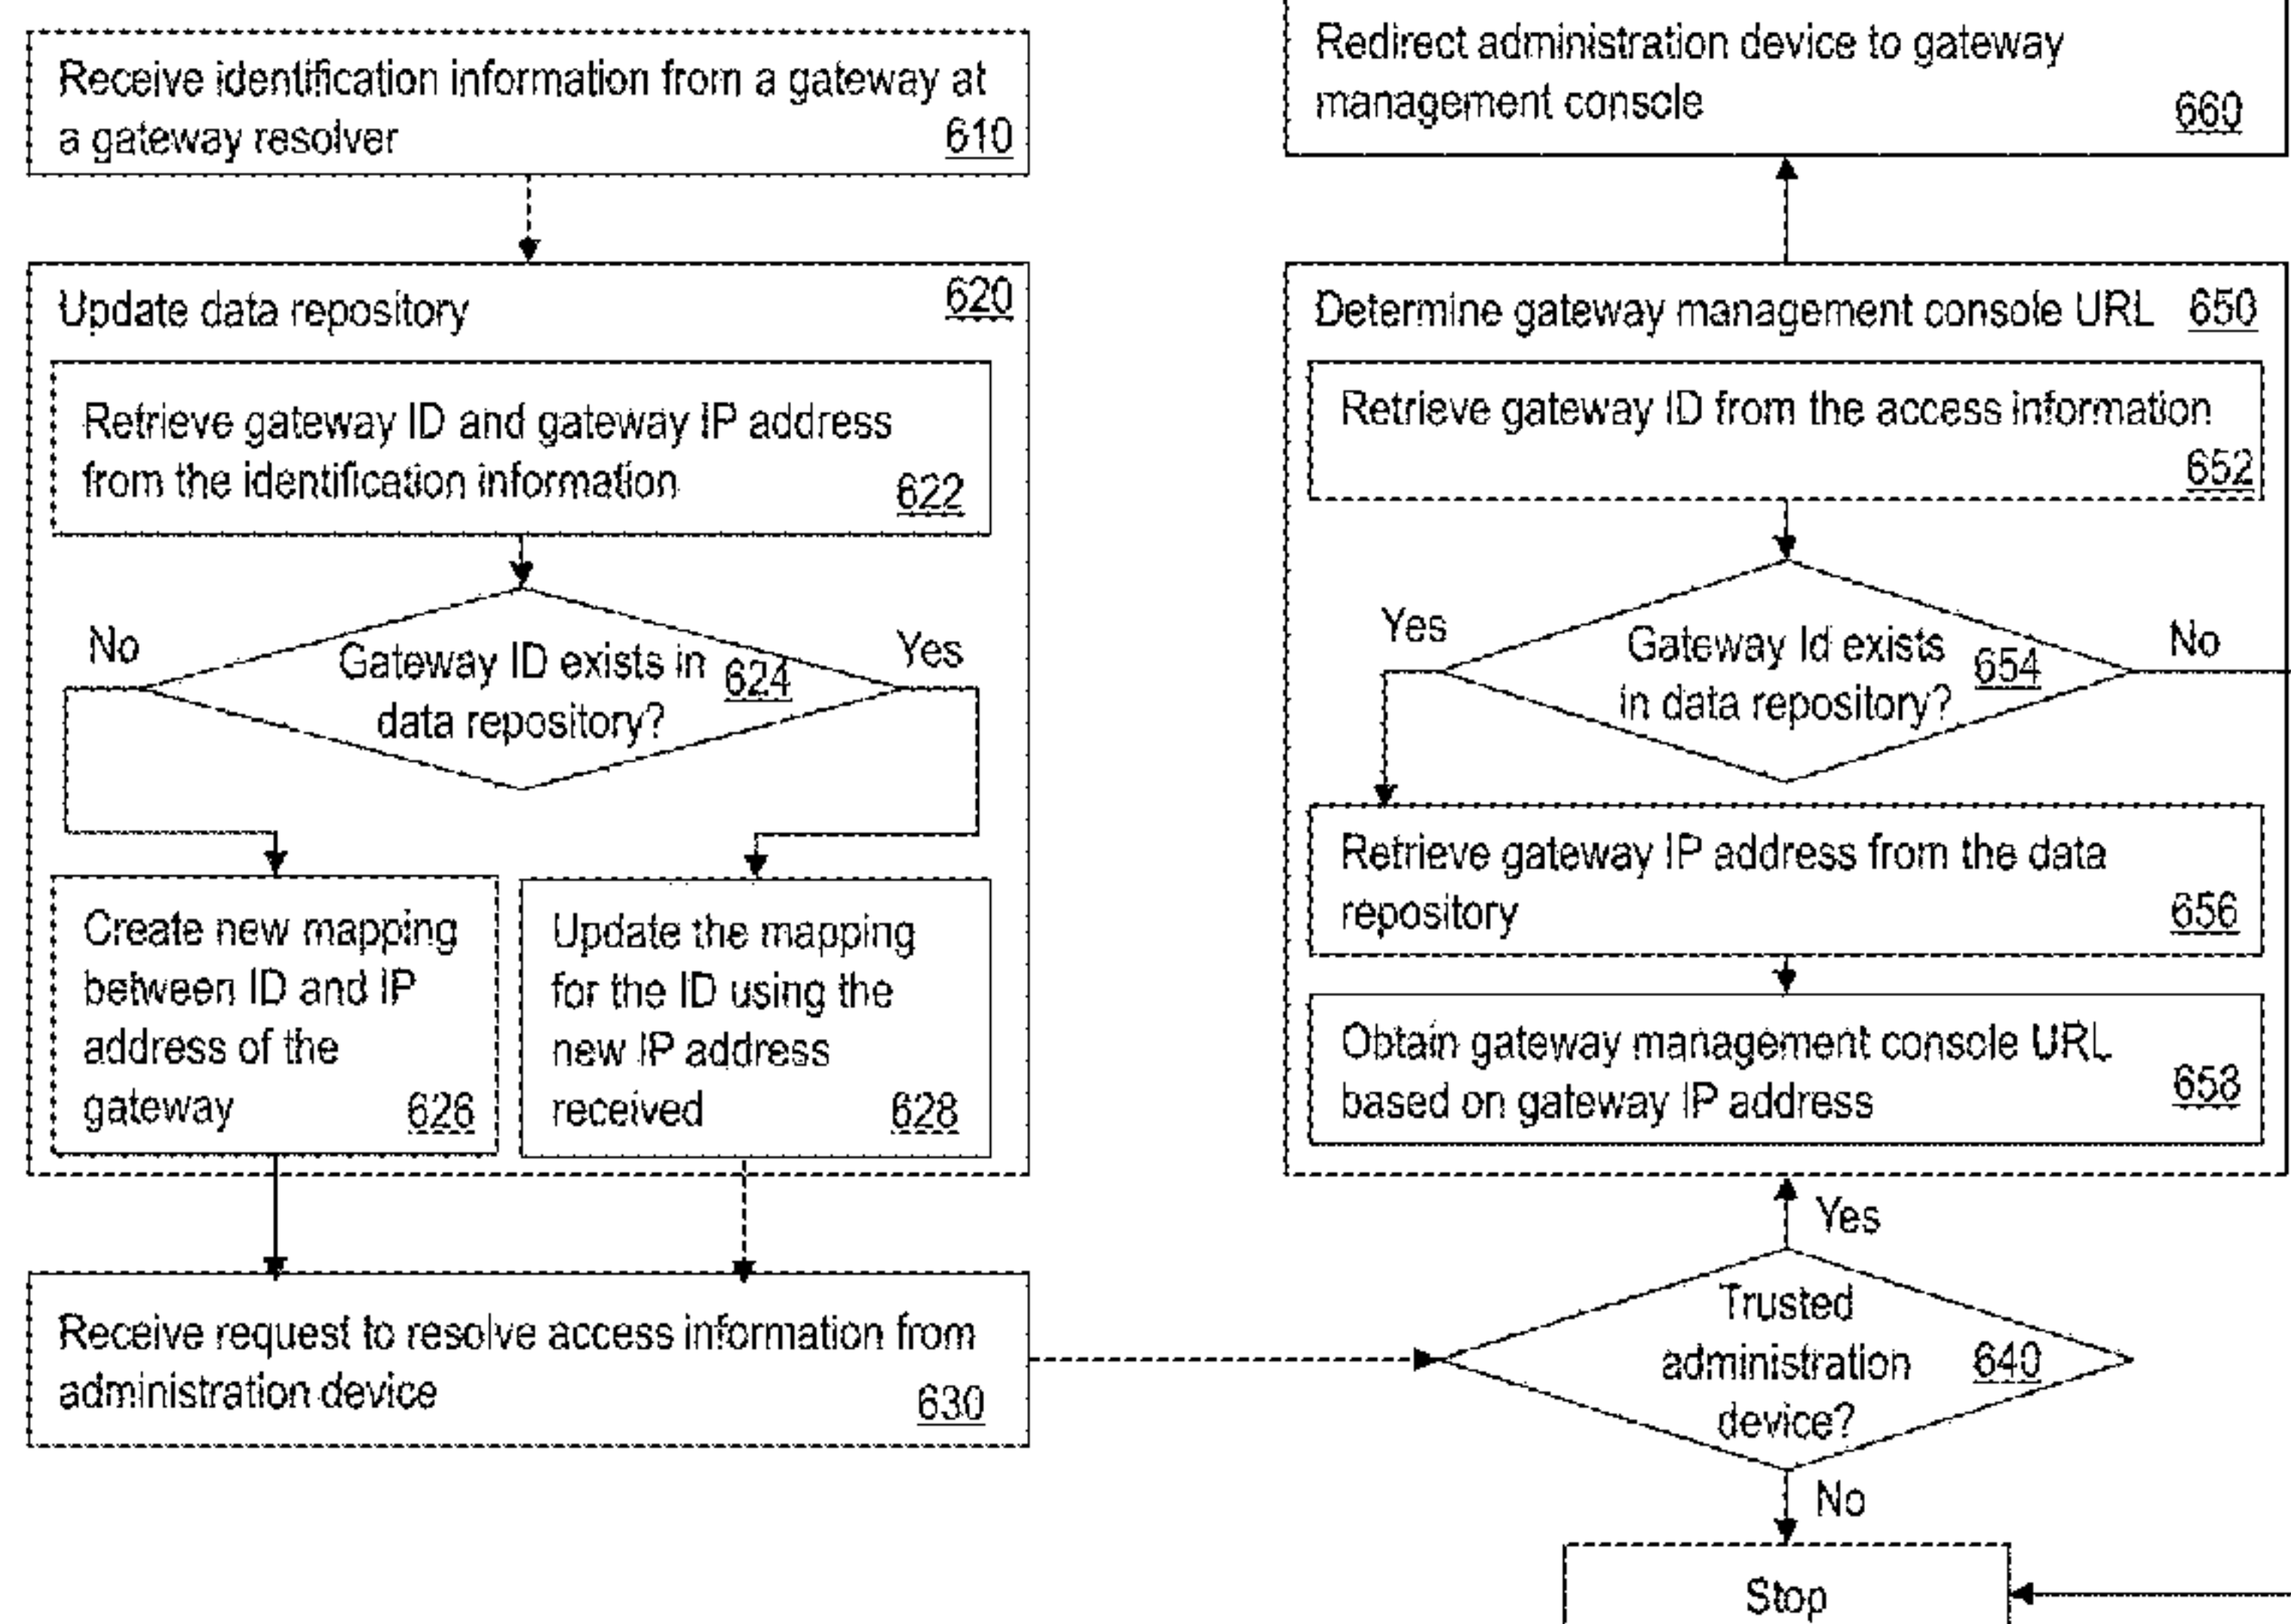 Receive identification information from a gateway at
a gateway resolver
610
Update data repository
620
Retrieve gateway ID and gateway IP address
from the identification information
622
No
Gateway ID exists in
data repository?
624
Yes
Create new mapping
between ID and IP
address of the
gateway
626
Update the mapping
for the ID using the
new IP address
received
628
Receive request to resolve access information from
administration device
630
Redirect administration device to gateway
management console
660
Determine gateway management console URL
650
Retrieve gateway ID from the access information
652
Yes
Gateway Id exists
in data repository?
654
No
Retrieve gateway IP address from the data
repository
656
Obtain gateway management console URL
based on gateway IP address
658
Yes
Trusted
administration
device?
640
No
Stop